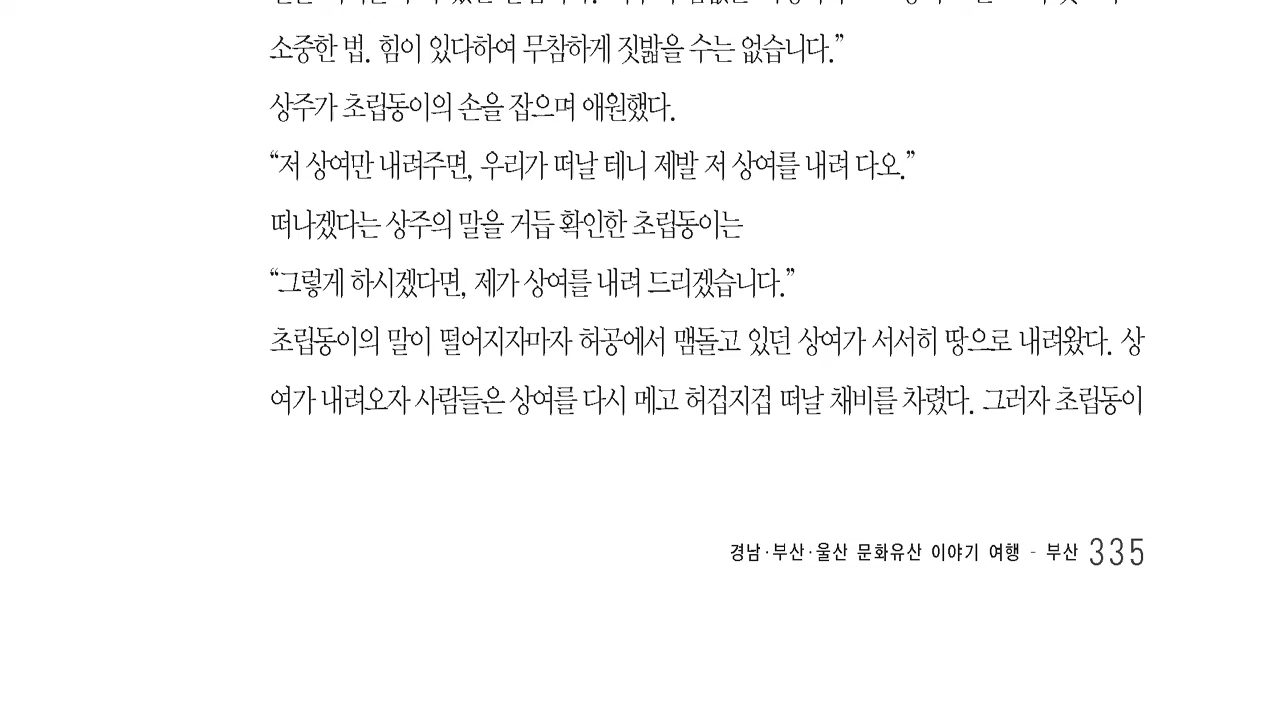 소중한 법. 힘이 있다하여 무참하게 짓밟을 수는 없습니다.”
상주가 초립동이의 손을 잡으며 애원했다.
“저 상여만 내려주면, 우리가 떠날 테니 제발 저 상여를 내려 다오.”
떠나겠다는 상주의 말을 거듭 확인한 초립동이는
“그렇게 하시겠다면, 제가 상여를 내려 드리겠습니다.”
초립동이의 말이 떨어지자마자 허공에서 맴돌고 있던 상여가 서서히 땅으로 내려왔다. 상
여가 내려오자 사람들은 상여를 다시 메고 허겁지겁 떠날 채비를 차렸다. 그러자 초립동이
경남·부산·울산 문화유산 이야기 여행 - 부산 335